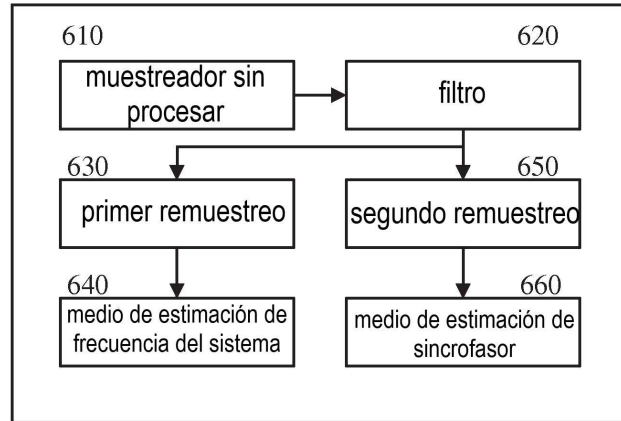 610
620
muestreador sin
procesar
filtro
630
650
primer remuestreo
segundo remuestreo
640
660
medio de estimación de
frecuencia del sistema
medio de estimación de
sincrofasor